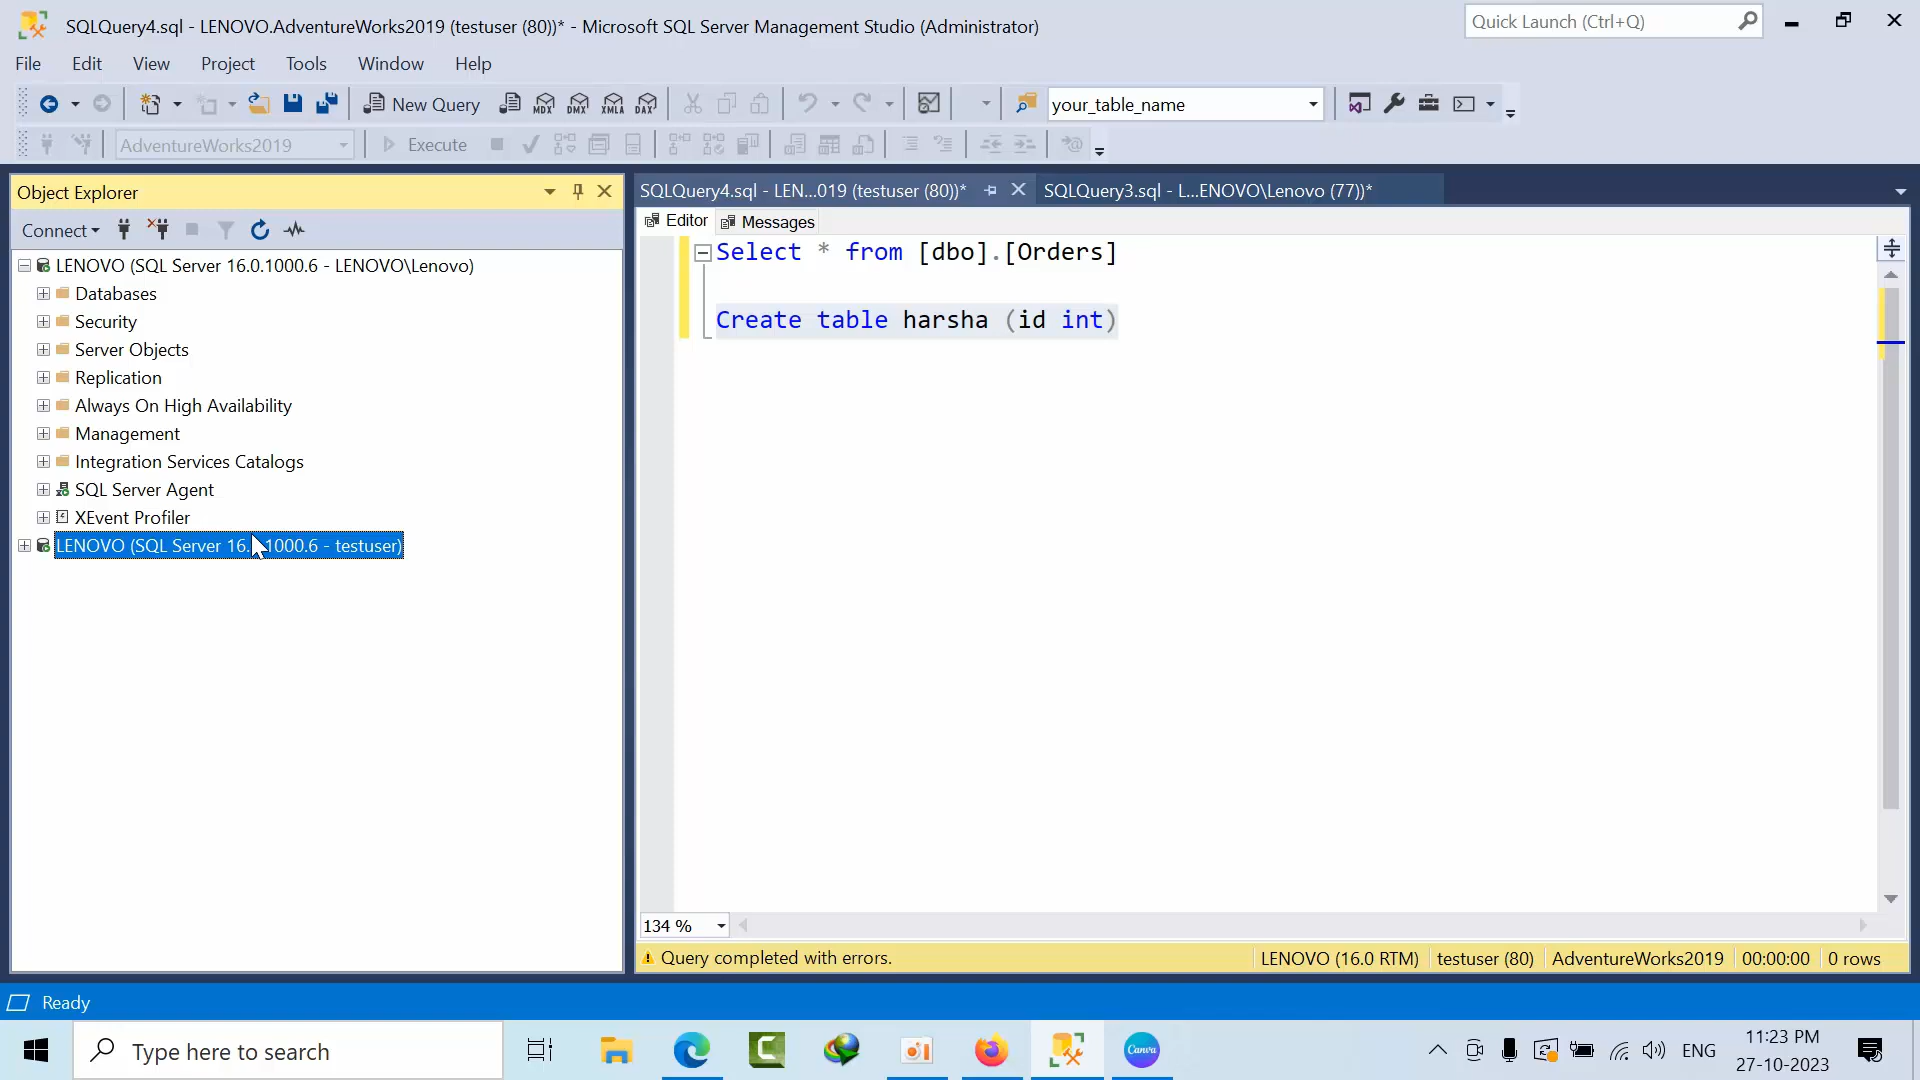 SQLQuery4.sql - LENOVO.AdventureWorks2019 (testuser (80))* - Microsoft SQL Server Management Studio (Administrator)
Quick Launch (Ctrl+Q)
File Edit View Project Tools Window Help
New Query MDX DMX XMLA DAX your_table_name
AdventureWorks2019 Execute
Object Explorer
SQLQuery4.sql - LEN...019 (testuser (80))* SQLQuery3.sql - L...ENOVO\Lenovo (77))*
Connect
Editor Messages
LENOVO (SQL Server 16.0.1000.6 - LENOVO\Lenovo)
Databases
Security
Server Objects
Replication
Always On High Availability
Management
Integration Services Catalogs
SQL Server Agent
XEvent Profiler
LENOVO (SQL Server 16.0.1000.6 - testuser)
Select * from [dbo].[Orders]
Create table harsha (id int)
134 %
Query completed with errors. LENOVO (16.0 RTM) testuser (80) AdventureWorks2019 00:00:00 0 rows
Ready
Type here to search
Canva
ENG
11:23 PM
27-10-2023